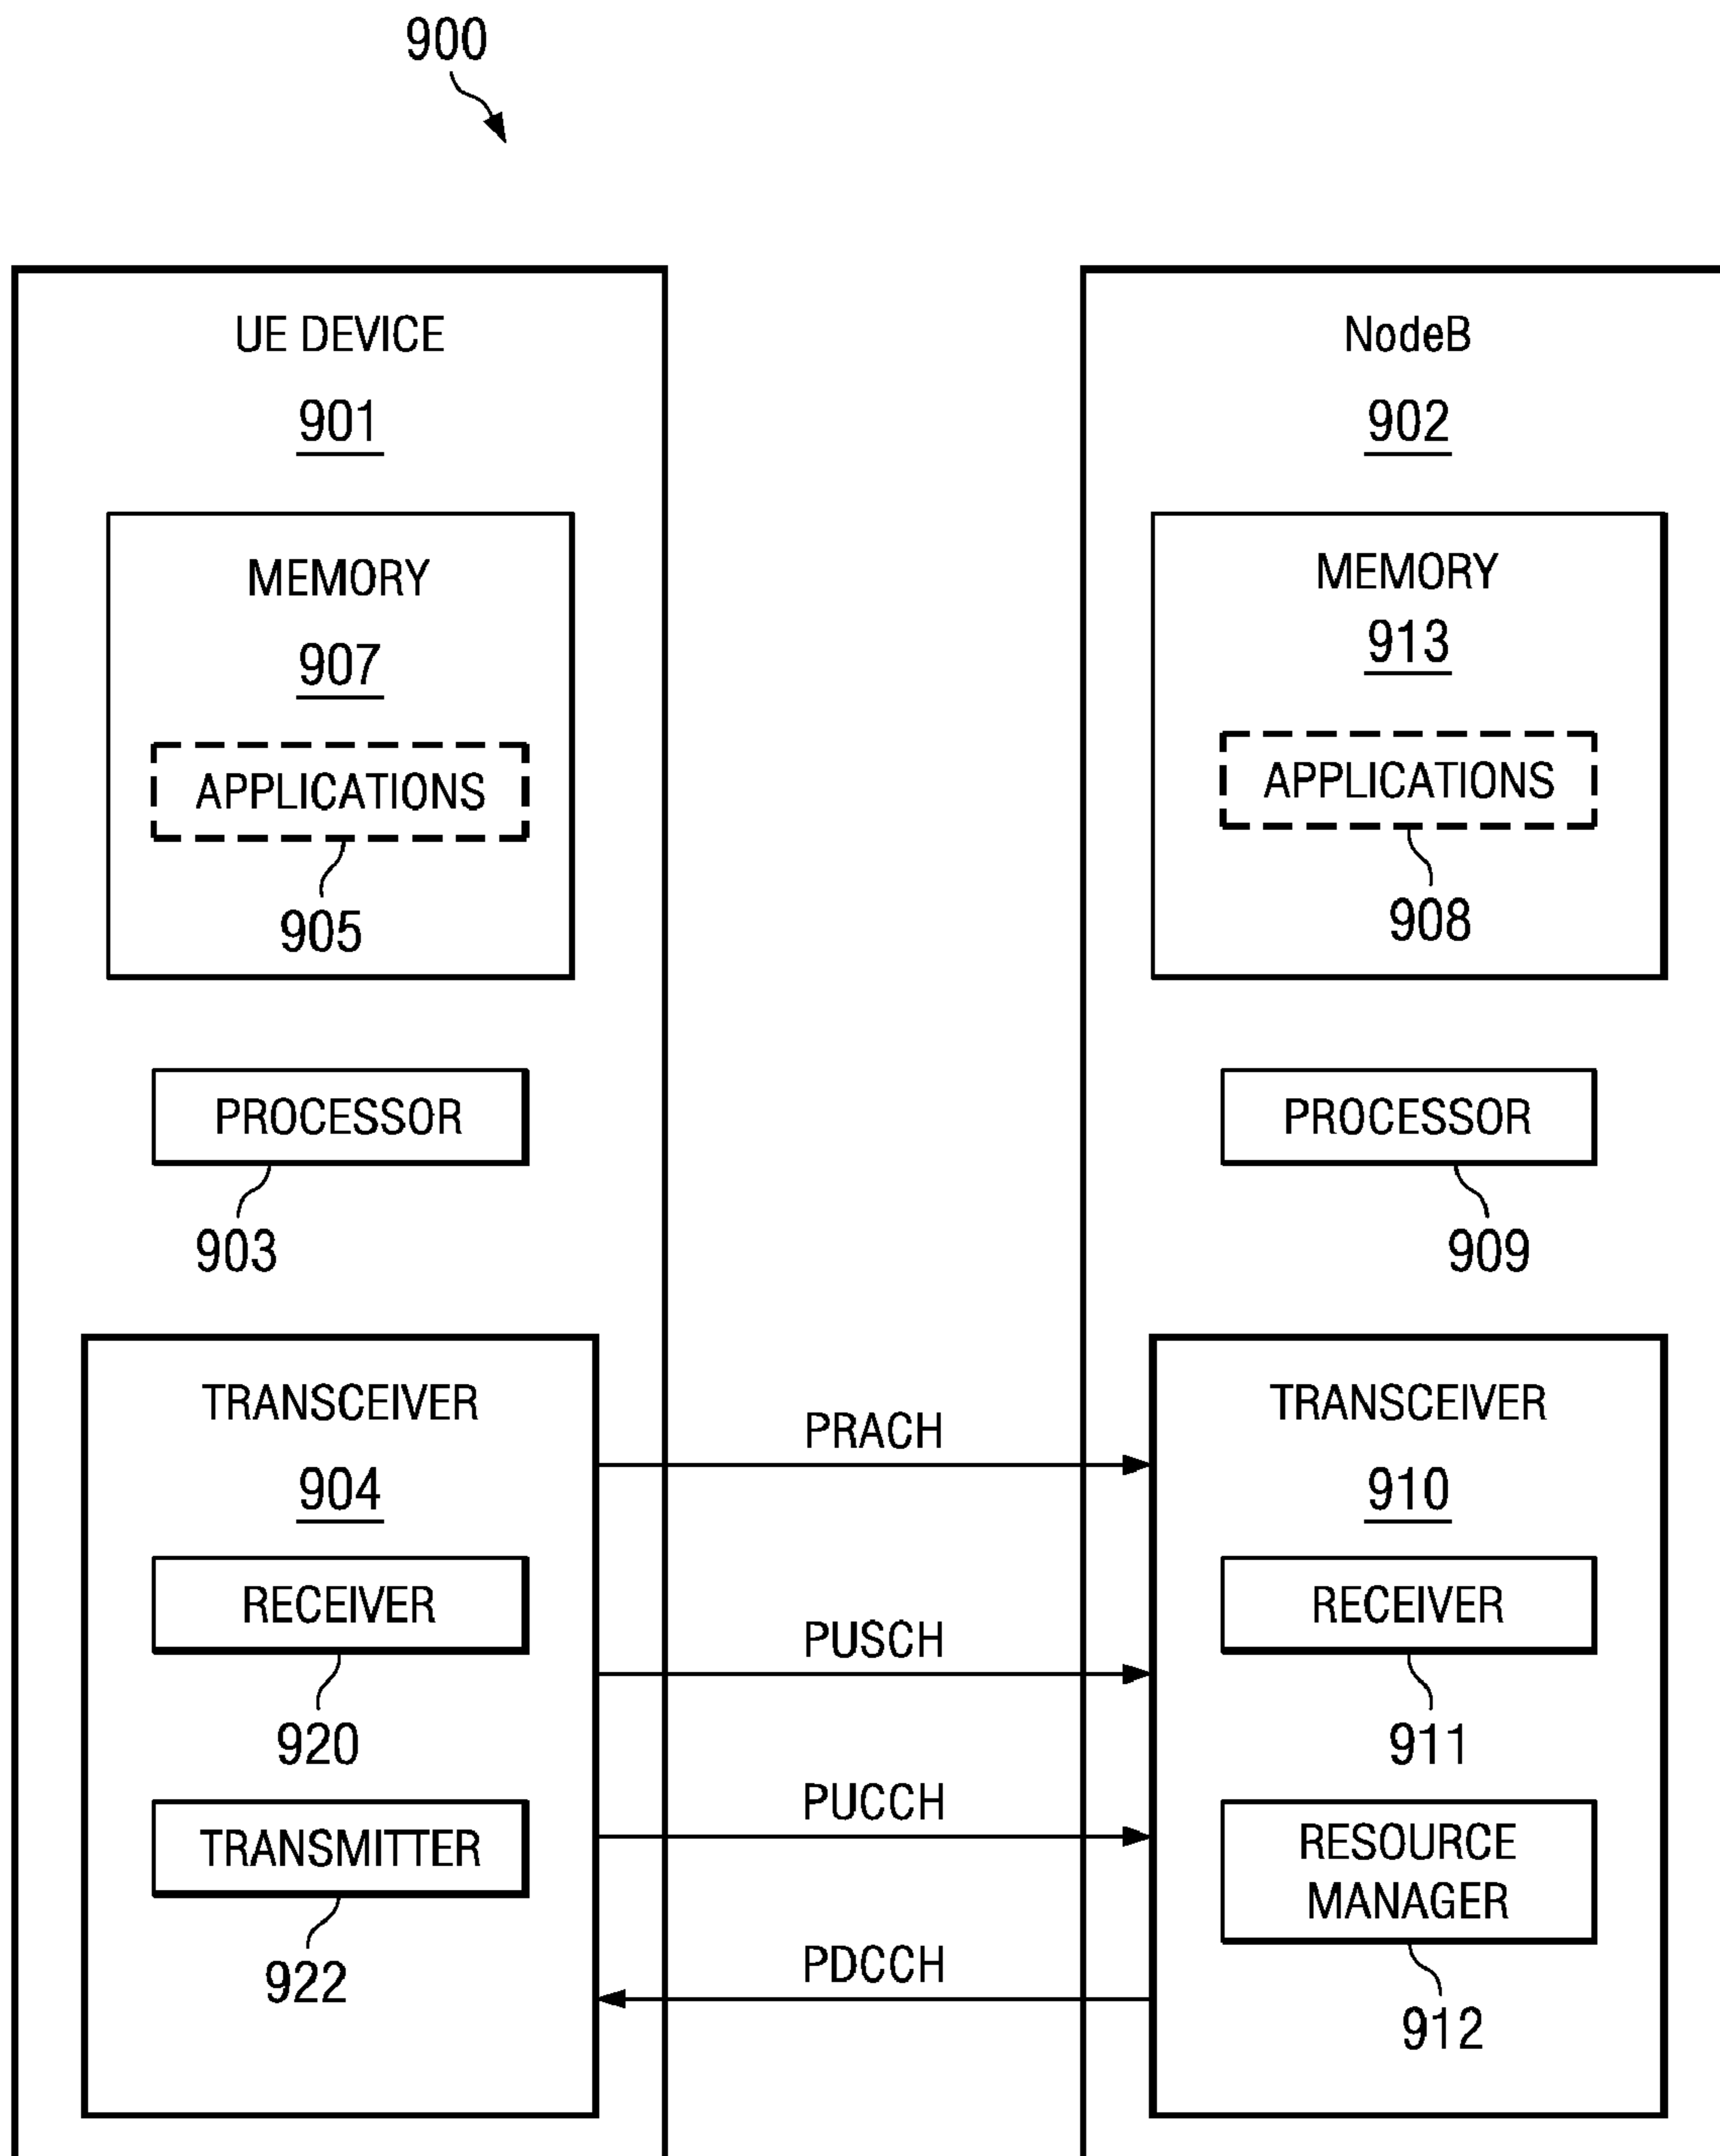 900
UE DEVICE
901
MEMORY
907
APPLICATIONS
905
PROCESSOR
903
TRANSCEIVER
904
RECEIVER
920
TRANSMITTER
922
PRACH
PUSCH
PUCCH
PDCCH
NodeB
902
MEMORY
913
APPLICATIONS
908
PROCESSOR
909
TRANSCEIVER
910
RECEIVER
911
RESOURCE
MANAGER
912